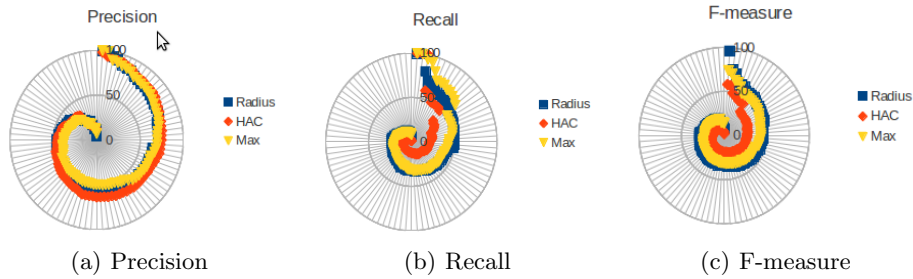 Precision
100
50
0
Radius
HAC
Max
(a) Precision
Recall
100
50
0
Radius
HAC
Max
(b) Recall
F-measure
100
50
0
Radius
HAC
Max
(c) F-measure